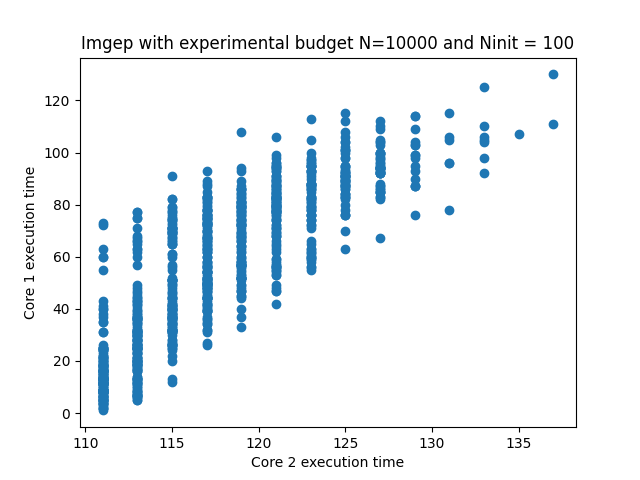 Imgep with experimental budget N=10000 and Ninit = 100
Core 1 execution time
120
100
80
60
40
20
0
110 115 120 125 130 135
Core 2 execution time